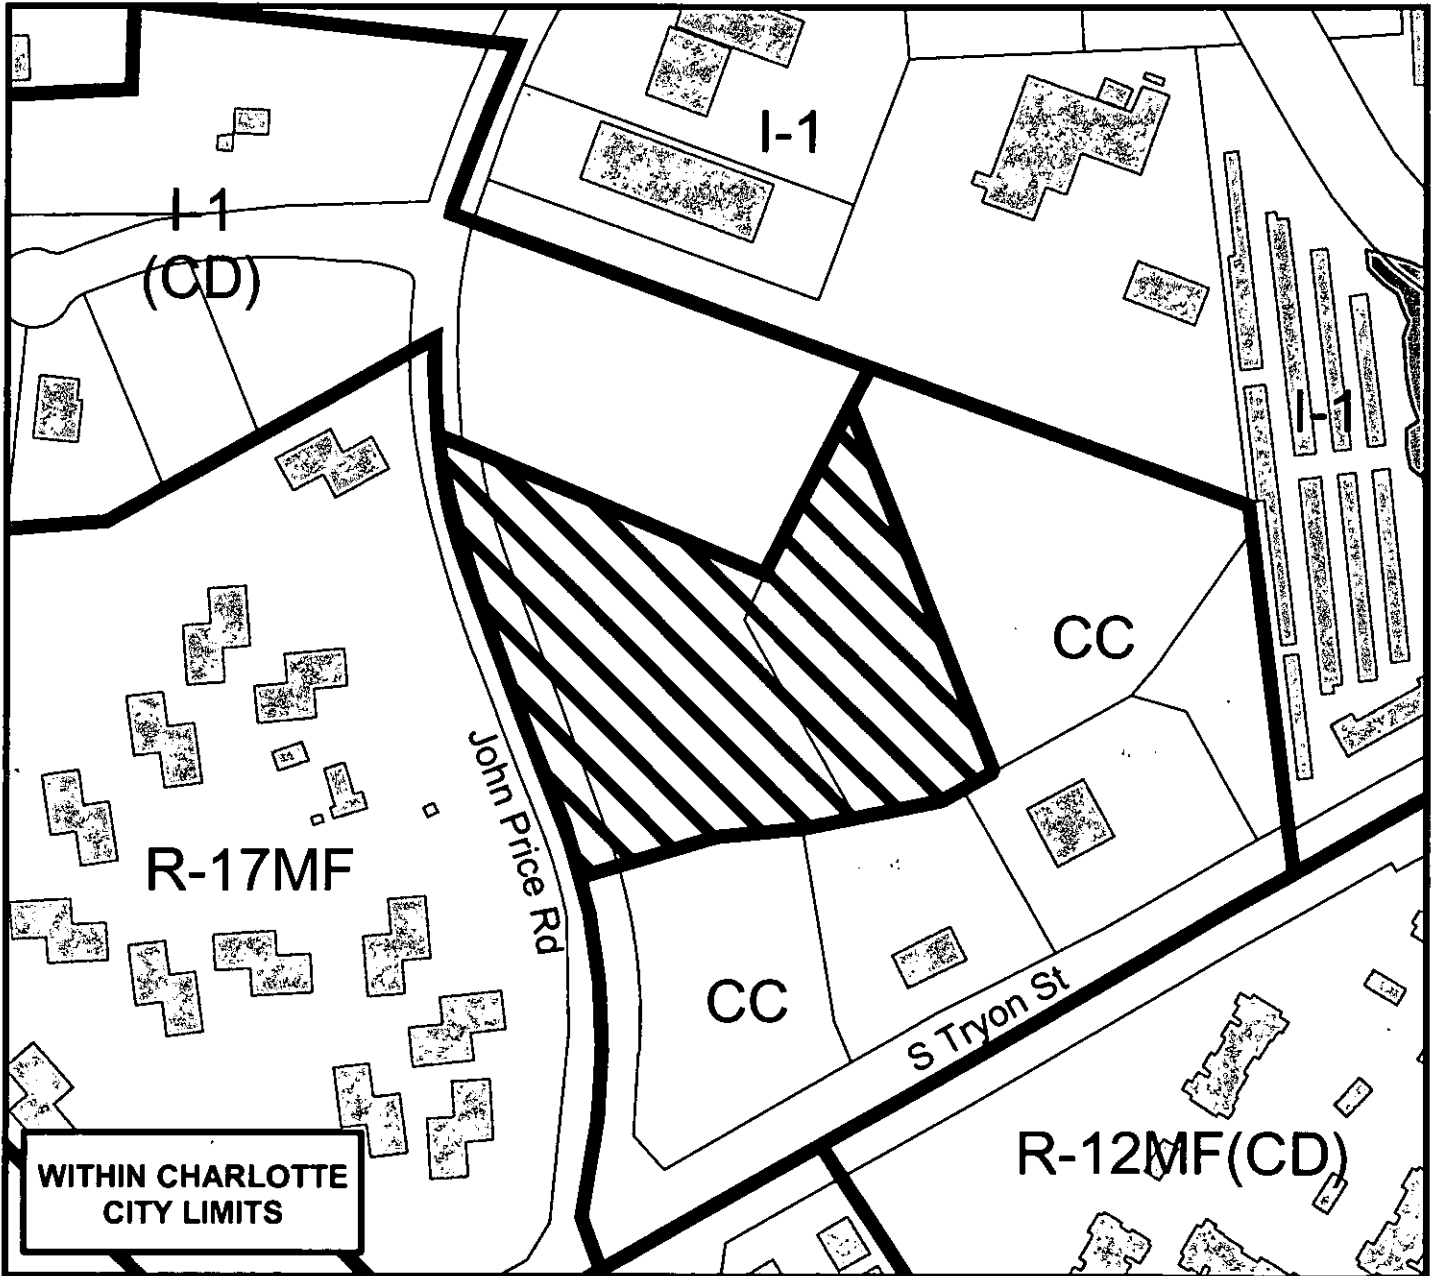 I-1
I-1
(CD)
I-1
CC
John Price Rd
R-17MF
CC
S Tryon St
R-12MF(CD)
WITHIN CHARLOTTE
CITY LIMITS